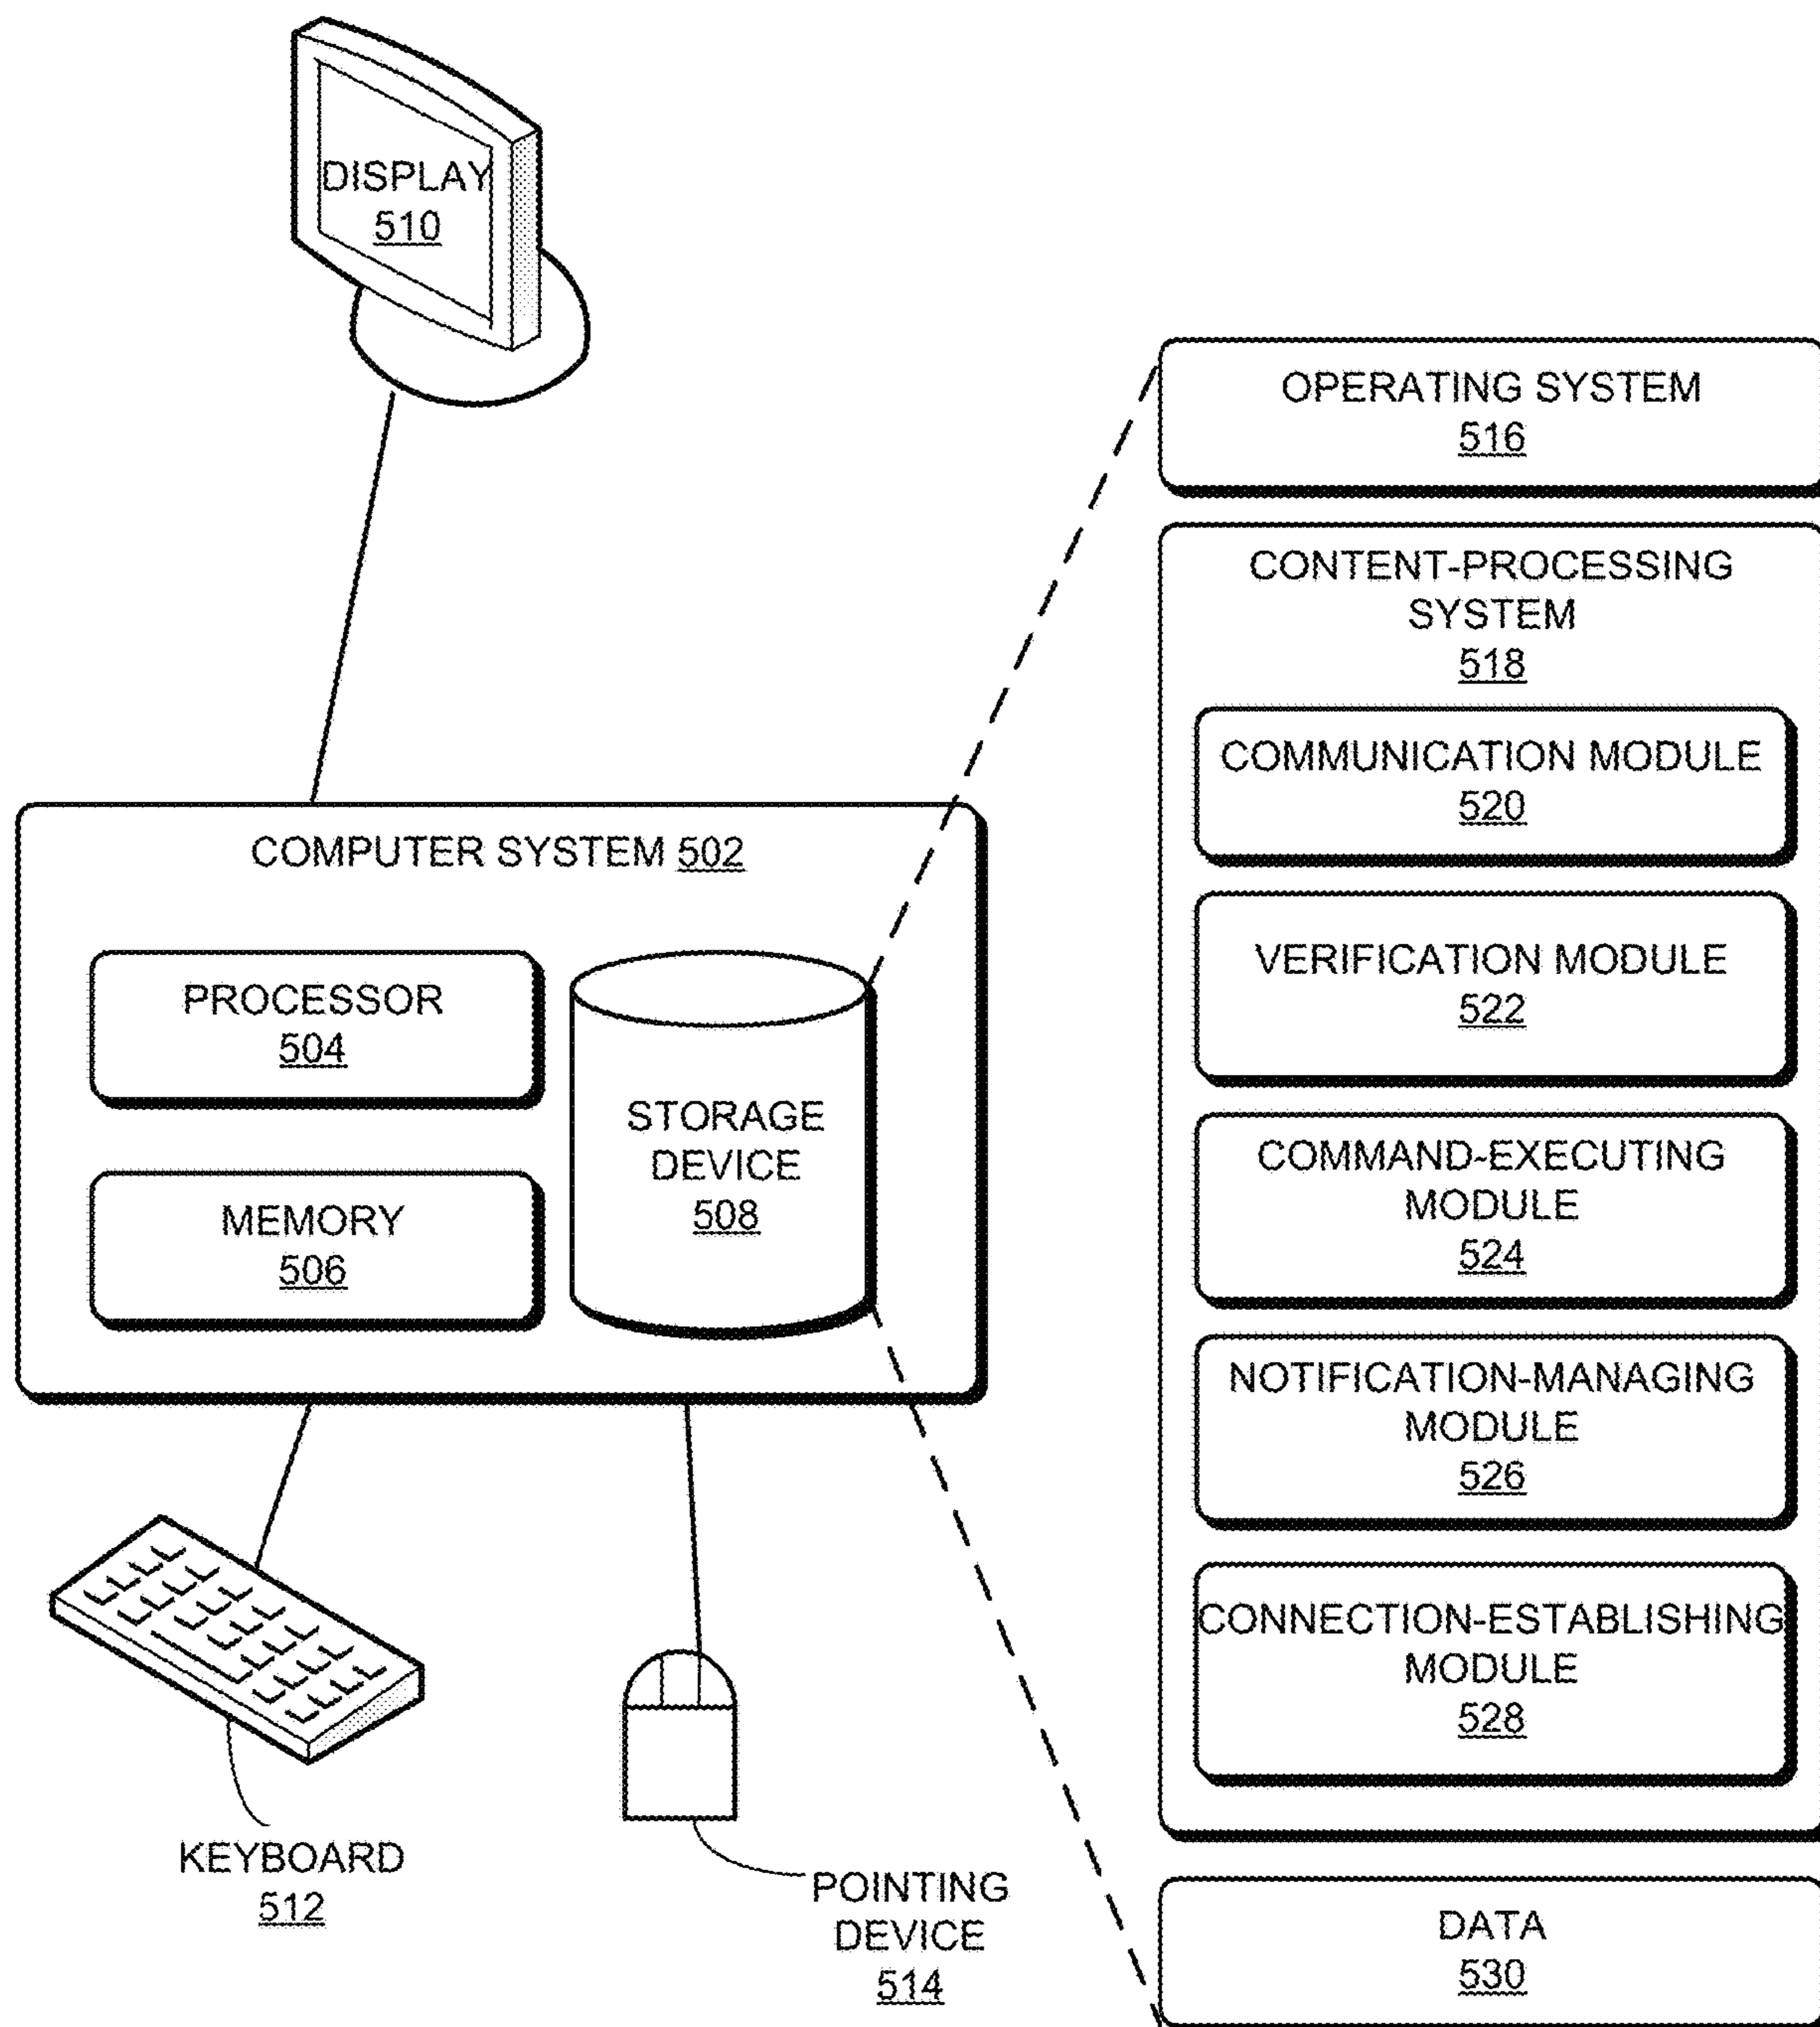 DISPLAY
510
COMPUTER SYSTEM 502
PROCESSOR
504
MEMORY
506
STORAGE
DEVICE
508
KEYBOARD
512
POINTING
DEVICE
514
OPERATING SYSTEM
516
CONTENT-PROCESSING
SYSTEM
518
COMMUNICATION MODULE
520
VERIFICATION MODULE
522
COMMAND-EXECUTING
MODULE
524
NOTIFICATION-MANAGING
MODULE
526
CONNECTION-ESTABLISHING
MODULE
528
DATA
530